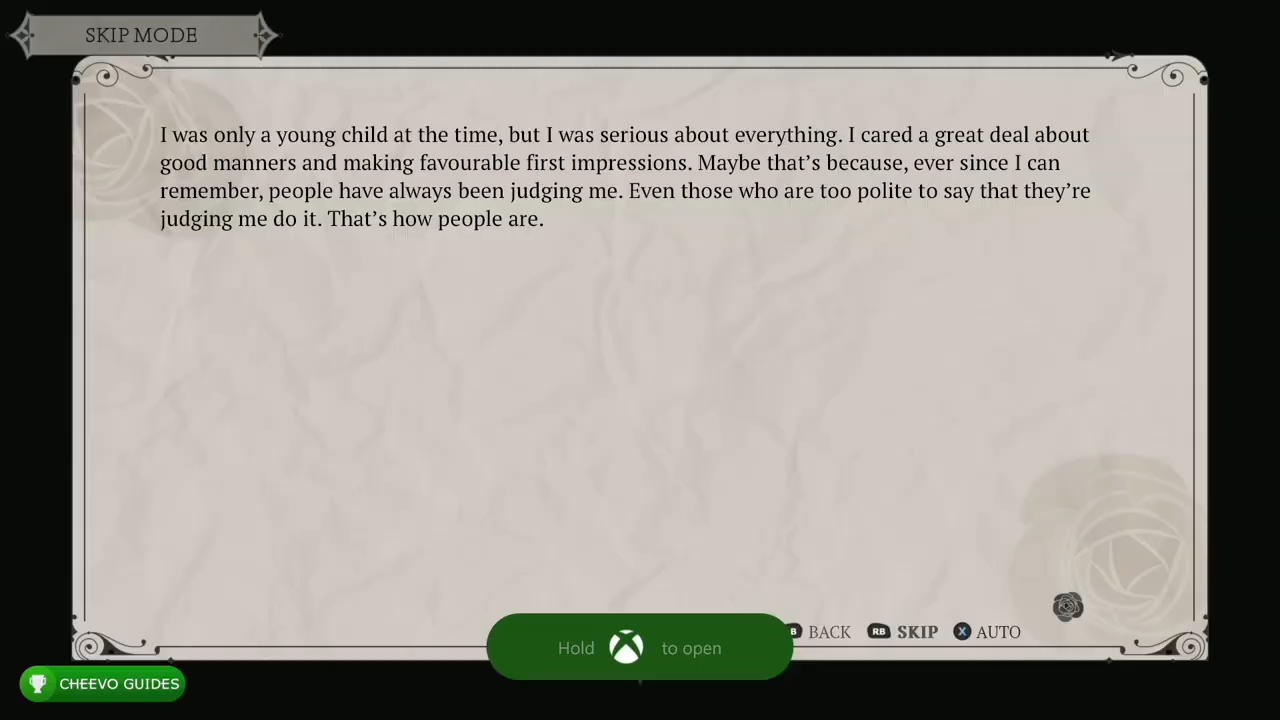 SKIP MODE
I was only a young child at the time, but I was serious about everything. I cared a great deal about
good manners and making favourable first impressions. Maybe that's because, ever since I can
remember, people have always been judging me. Even those who are too polite to say that they're
judging me do it. That's how people are.
B BACK RB SKIP X AUTO
Hold to open
CHEEVO GUIDES